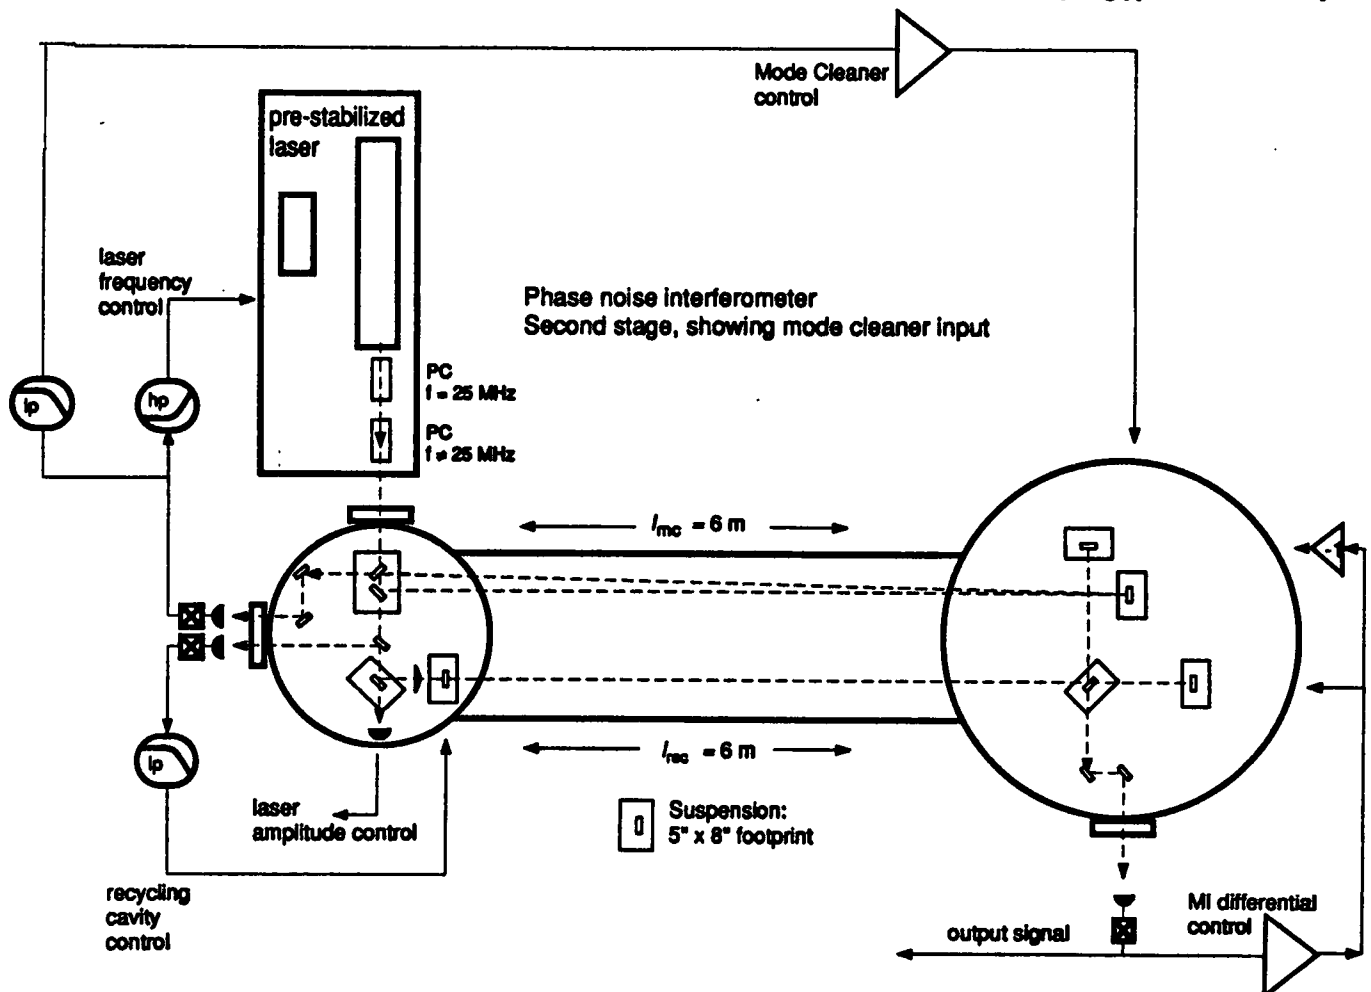 Mode Cleaner
control
pre-stabilized
laser
laser
frequency
control
Phase noise interferometer
Second stage, showing mode cleaner input
PC
f = 25 MHz
lp
hp
PC
f ≠ 25 MHz
l_mc = 6 m
l_rec = 6 m
lp
laser
amplitude control
Suspension:
5" x 8" footprint
recycling
cavity
control
MI differential
control
output signal